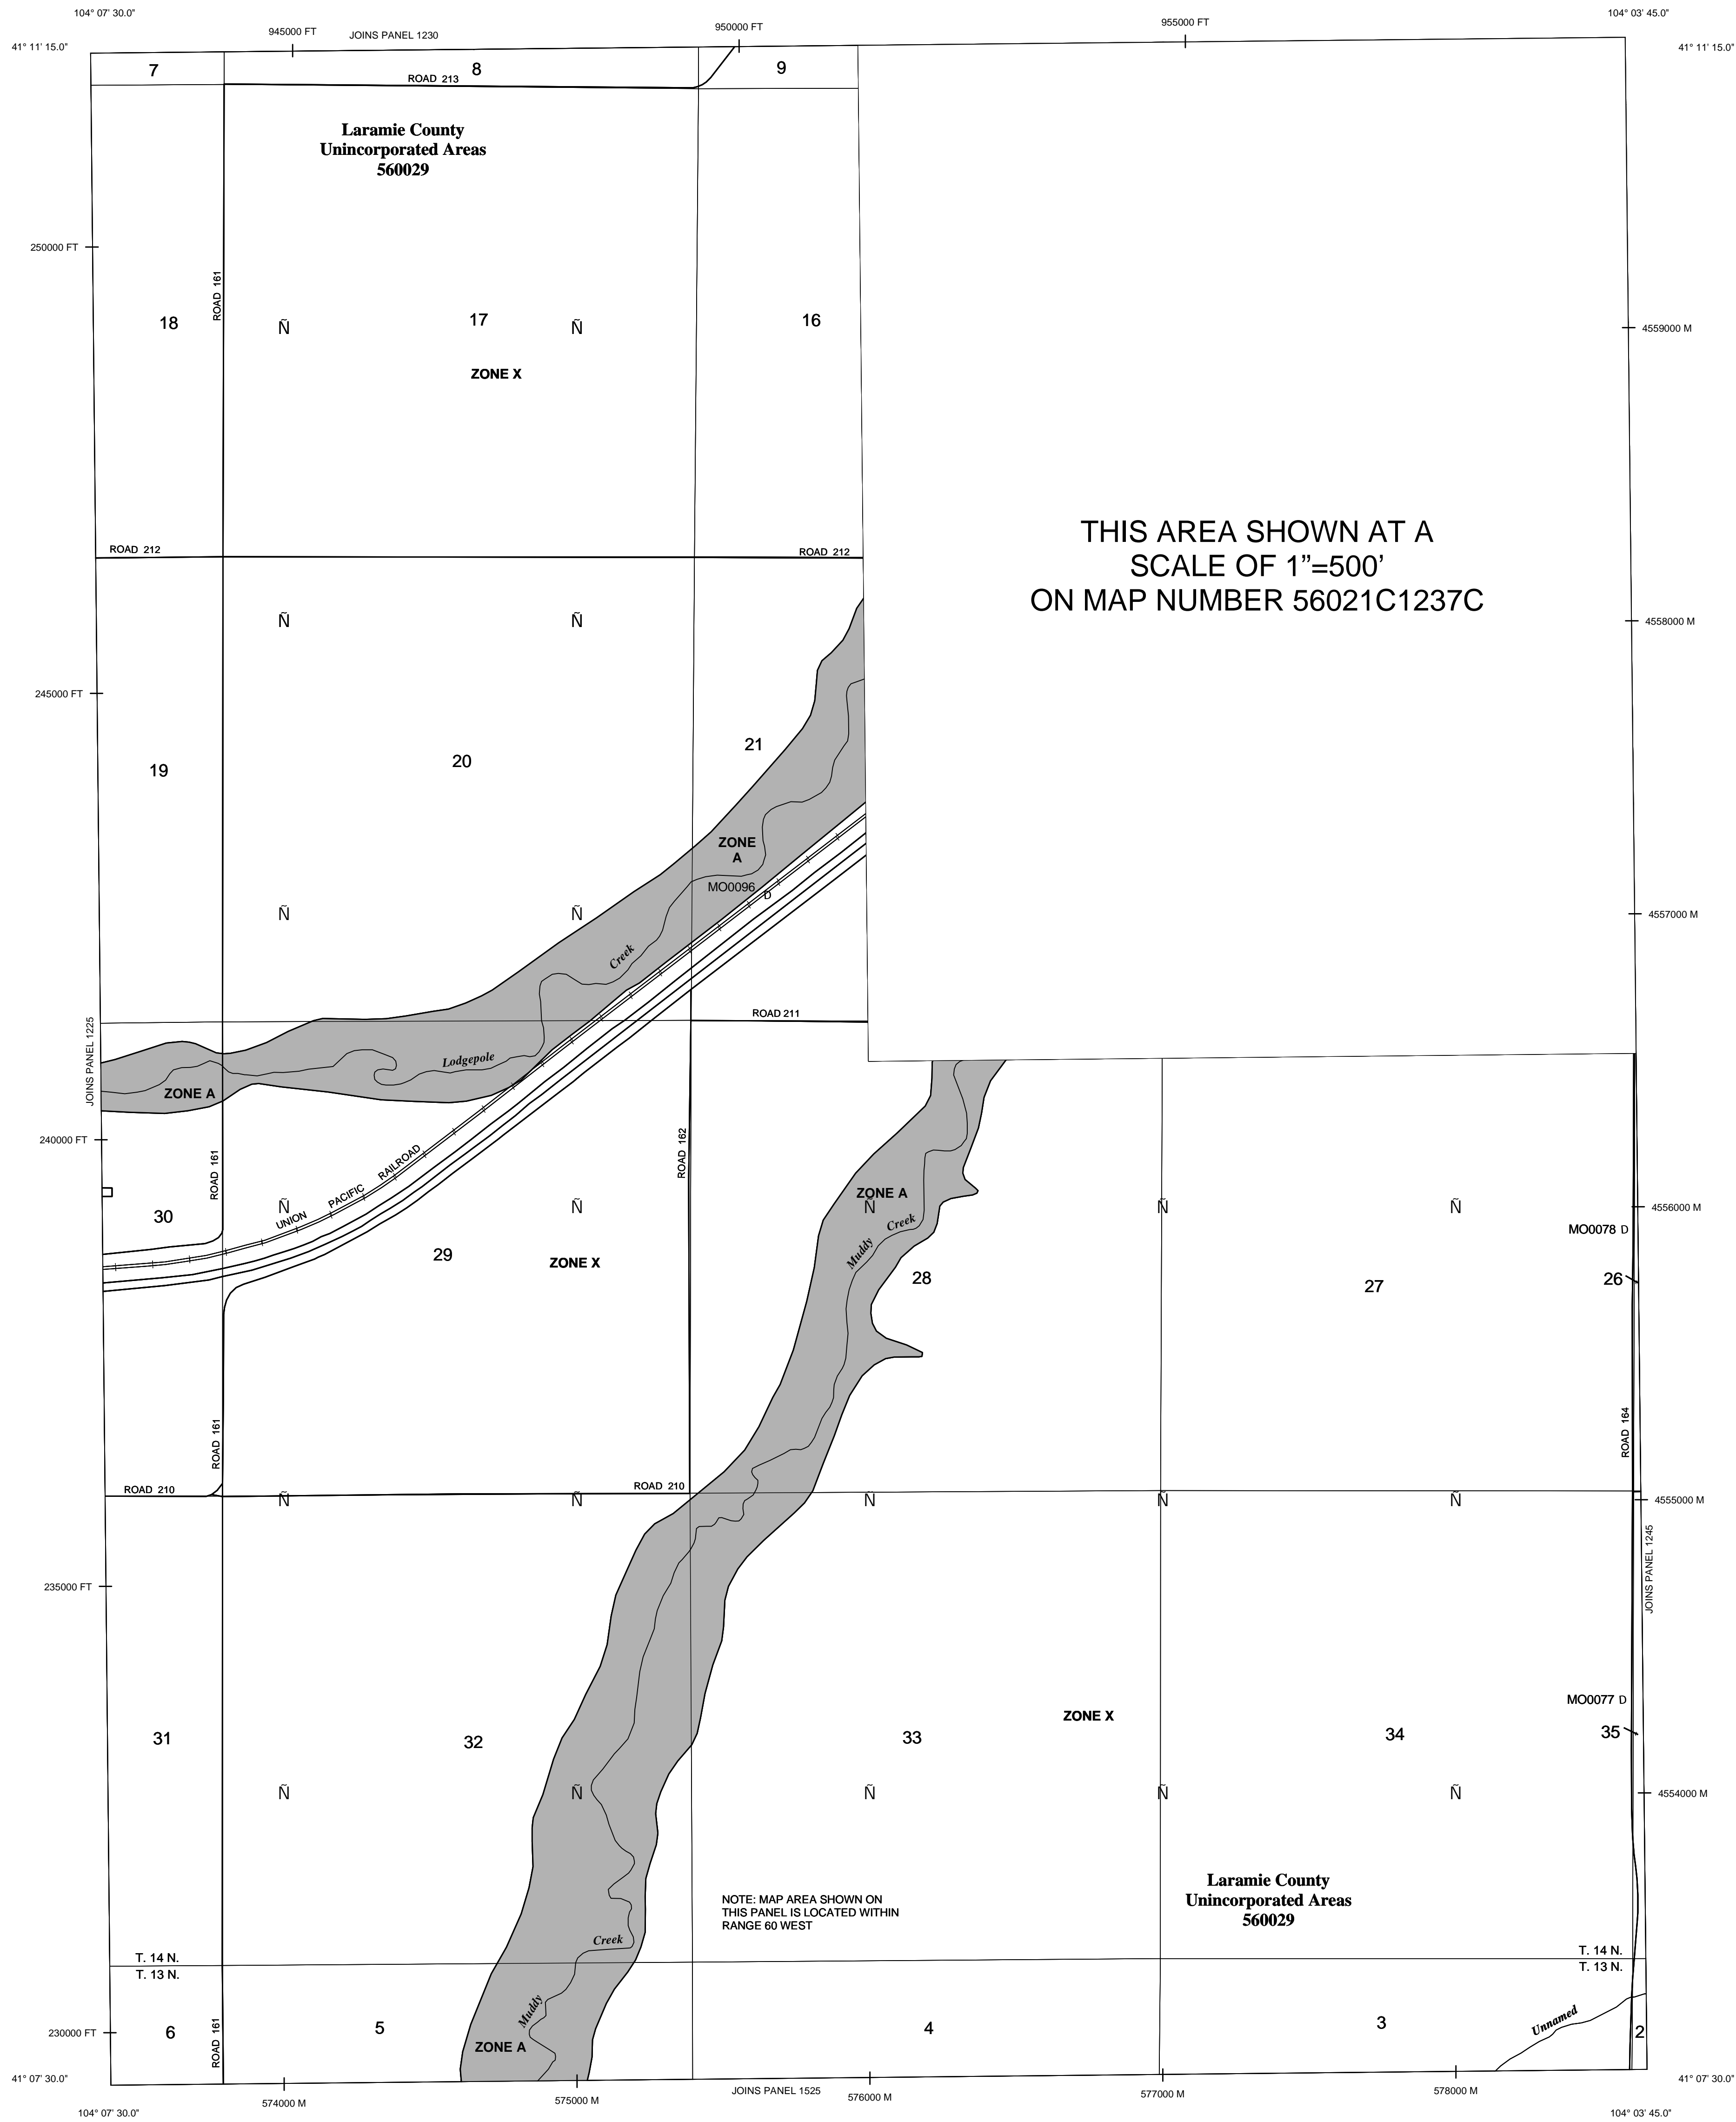 104° 07' 30.0"
945000 FT
JOINS PANEL 1230
950000 FT
955000 FT
104° 03' 45.0"
41° 11' 15.0"
41° 11' 15.0"
7
8
9
ROAD 213
Laramie County
Unincorporated Areas
560029
250000 FT
ROAD 161
18
Ñ
17
Ñ
16
4559000 M
ZONE X
THIS AREA SHOWN AT A
SCALE OF 1”=500’
ON MAP NUMBER 56021C1237C
ROAD 212
ROAD 212
Ñ
Ñ
4558000 M
245000 FT
19
20
21
ZONE
A
MO0096
D
Ñ
Ñ
4557000 M
Creek
ROAD 211
JOINS PANEL 1225
Lodgepole
ZONE A
240000 FT
ROAD 161
ROAD 162
UNION PACIFIC RAILROAD
30
Ñ
Ñ
ZONE A
Ñ
Ñ
Ñ
4556000 M
Muddy Creek
MO0078 D
29
ZONE X
28
27
26
ROAD 161
ROAD 164
ROAD 210
ROAD 210
Ñ
Ñ
Ñ
Ñ
Ñ
4555000 M
JOINS PANEL 1245
235000 FT
MO0077 D
ZONE X
31
32
33
34
35
Ñ
Ñ
Ñ
Ñ
Ñ
4554000 M
Laramie County
Unincorporated Areas
560029
NOTE: MAP AREA SHOWN ON
THIS PANEL IS LOCATED WITHIN
RANGE 60 WEST
Creek
T. 14 N.
T. 13 N.
T. 14 N.
T. 13 N.
Muddy
Unnamed
230000 FT
6
ROAD 161
5
4
3
2
ZONE A
41° 07' 30.0"
41° 07' 30.0"
574000 M
575000 M
JOINS PANEL 1525
576000 M
577000 M
578000 M
104° 07' 30.0"
104° 03' 45.0"